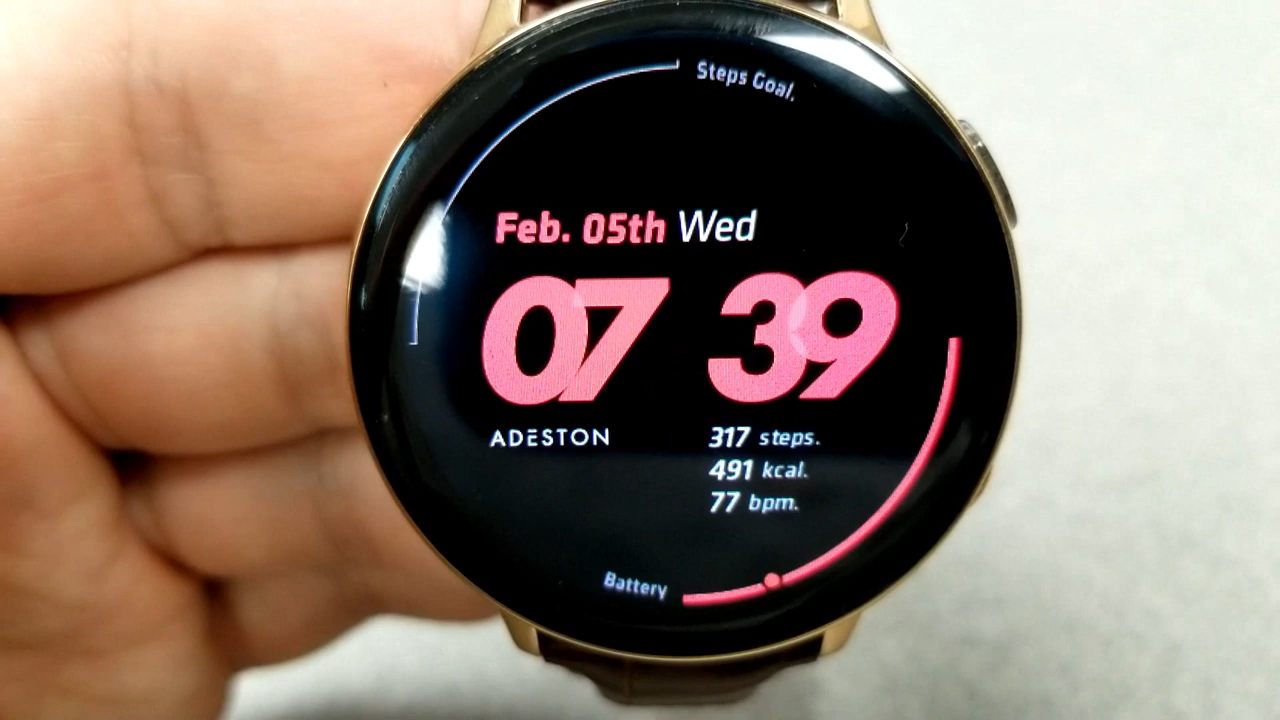 Steps Goal.
Feb. 05th Wed
07 39
ADESTON
317 steps.
491 kcal.
77 bpm.
Battery